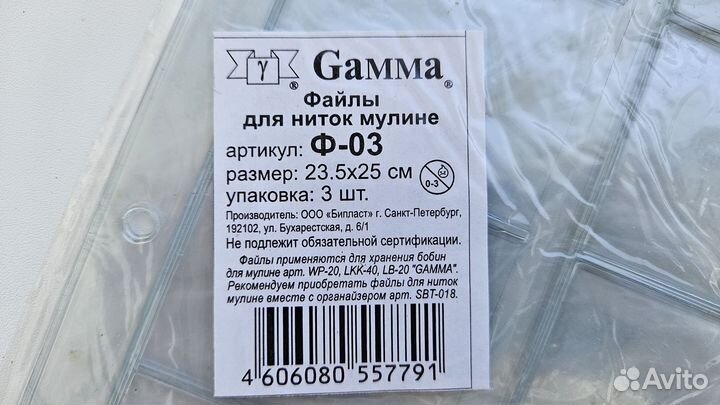 γ ® Gamma ®
Файлы
для ниток мулине
артикул: Ф-03
размер: 23.5х25 см
упаковка: 3 шт.
0-3
Производитель: ООО «Бипласт» г. Санкт-Петербург,
192102, ул. Бухарестская, д. 6/1
Не подлежит обязательной сертификации.
Файлы применяются для хранения бобин
для мулине арт. WP-20, LKK-40, LB-20 "GAMMA".
Рекомендуем приобретать файлы для ниток
мулине вместе с органайзером арт. SBT-018.
4 606080 557791
Avito